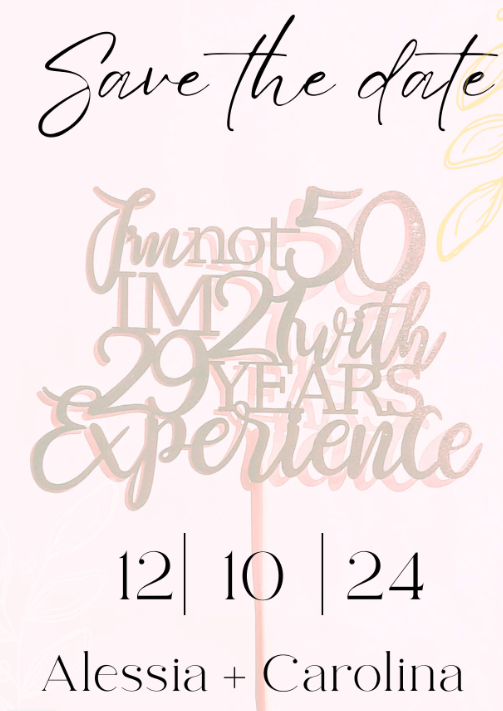 Save the date
I'm not 50
IM 21 with
29 YEARS
Experience
12| 10 | 24
Alessia + Carolina